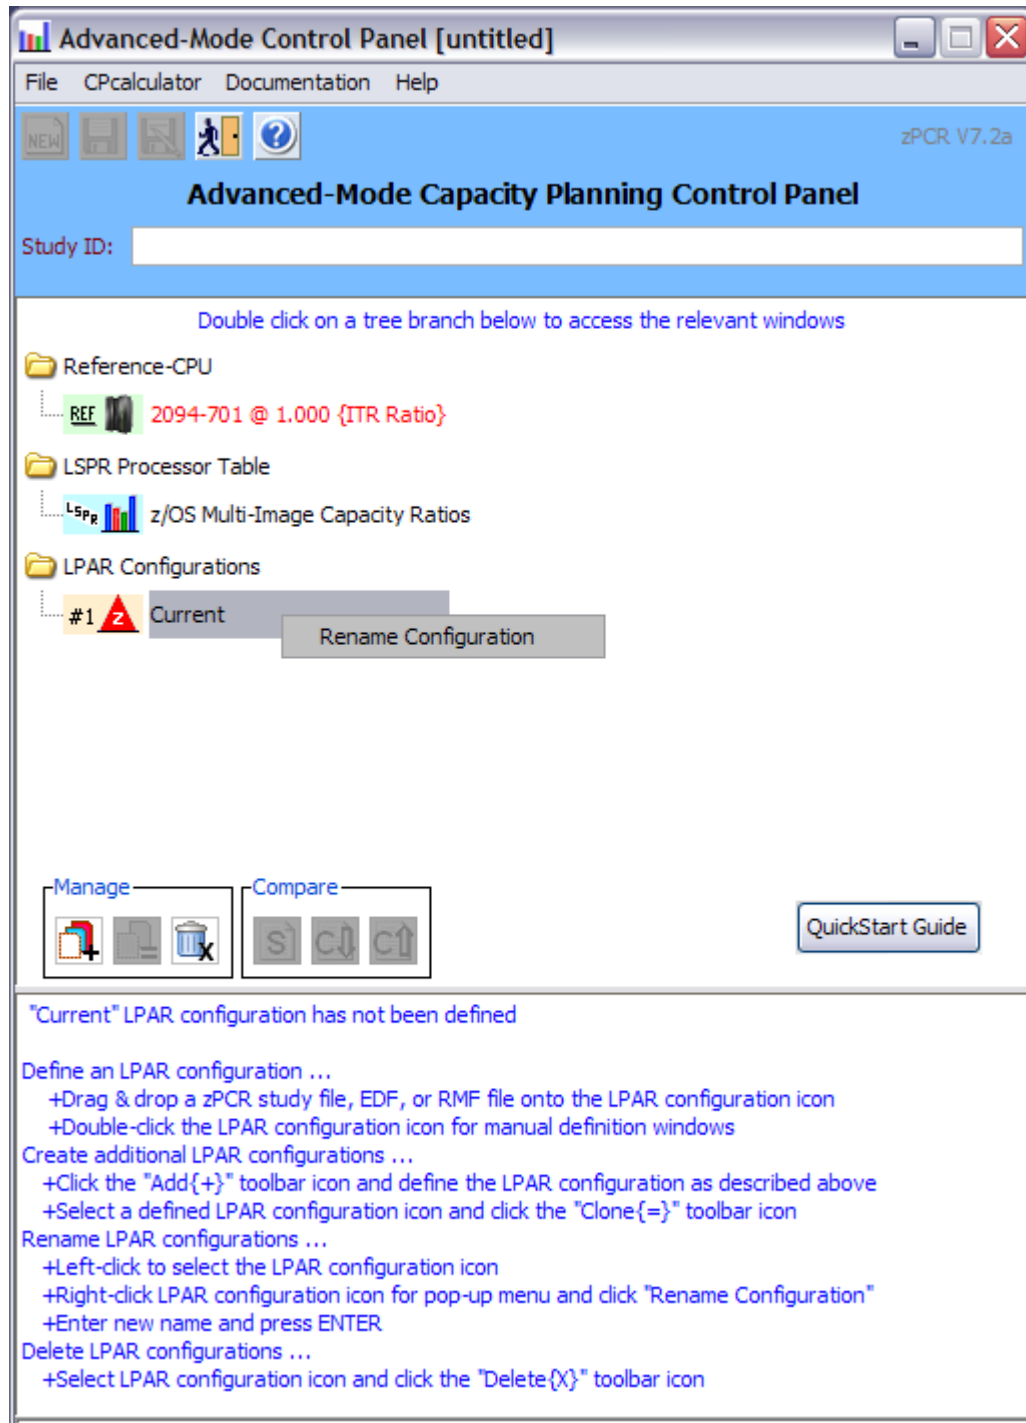 Advanced-Mode Control Panel [untitled]
File CPcalculator Documentation Help
NEW
zPCR V7.2a
Advanced-Mode Capacity Planning Control Panel
Study ID:
Double click on a tree branch below to access the relevant windows
Reference-CPU
REF 2094-701 @ 1.000 {ITR Ratio}
LSPR Processor Table
LSPR z/OS Multi-Image Capacity Ratios
LPAR Configurations
#1 z Current
Rename Configuration
Manage Compare
S C C
QuickStart Guide
"Current" LPAR configuration has not been defined
Define an LPAR configuration ...
+Drag & drop a zPCR study file, EDF, or RMF file onto the LPAR configuration icon
+Double-click the LPAR configuration icon for manual definition windows
Create additional LPAR configurations ...
+Click the "Add{+}" toolbar icon and define the LPAR configuration as described above
+Select a defined LPAR configuration icon and click the "Clone{=}" toolbar icon
Rename LPAR configurations ...
+Left-click to select the LPAR configuration icon
+Right-click LPAR configuration icon for pop-up menu and click "Rename Configuration"
+Enter new name and press ENTER
Delete LPAR configurations ...
+Select LPAR configuration icon and click the "Delete{X}" toolbar icon